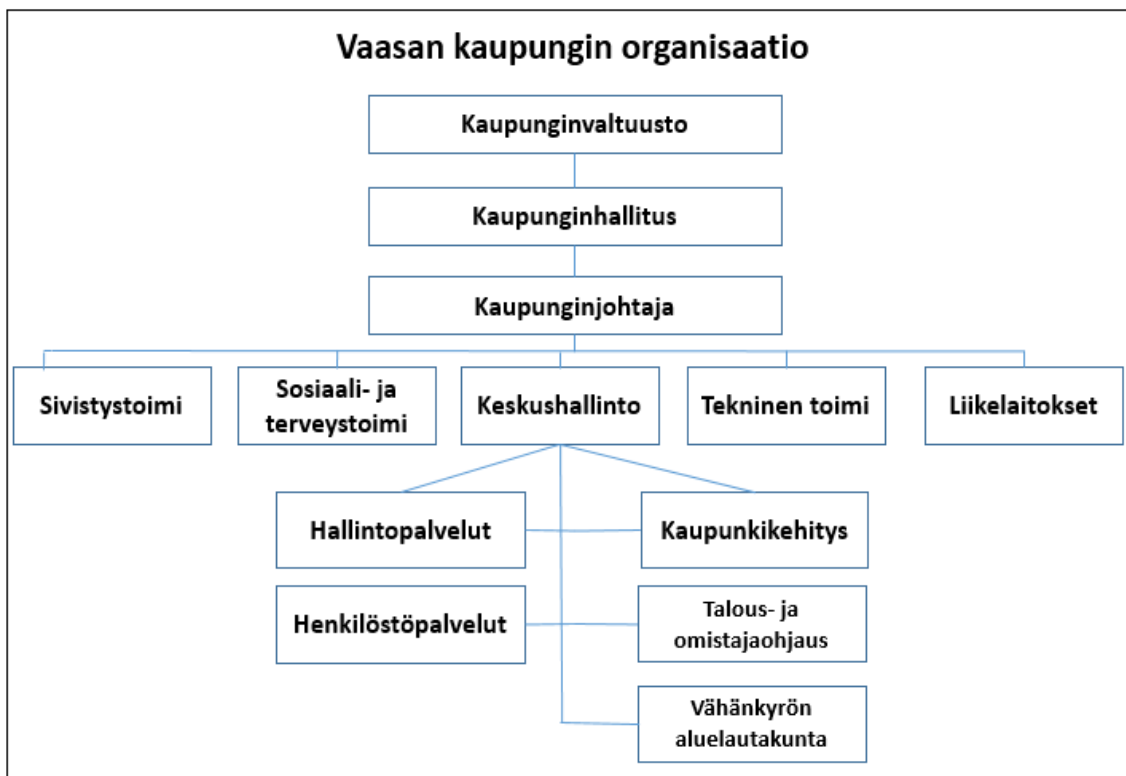 Vaasan kaupungin organisaatio
Kaupunginvaltuusto
Kaupunginhallitus
Kaupunginjohtaja
Sivistystoimi
Sosiaali- ja
terveystoimi
Keskushallinto
Tekninen toimi
Liikelaitokset
Hallintopalvelut
Kaupunkikehitys
Henkilöstöpalvelut
Talous- ja
omistajaohjaus
Vähänkyrön
aluelautakunta